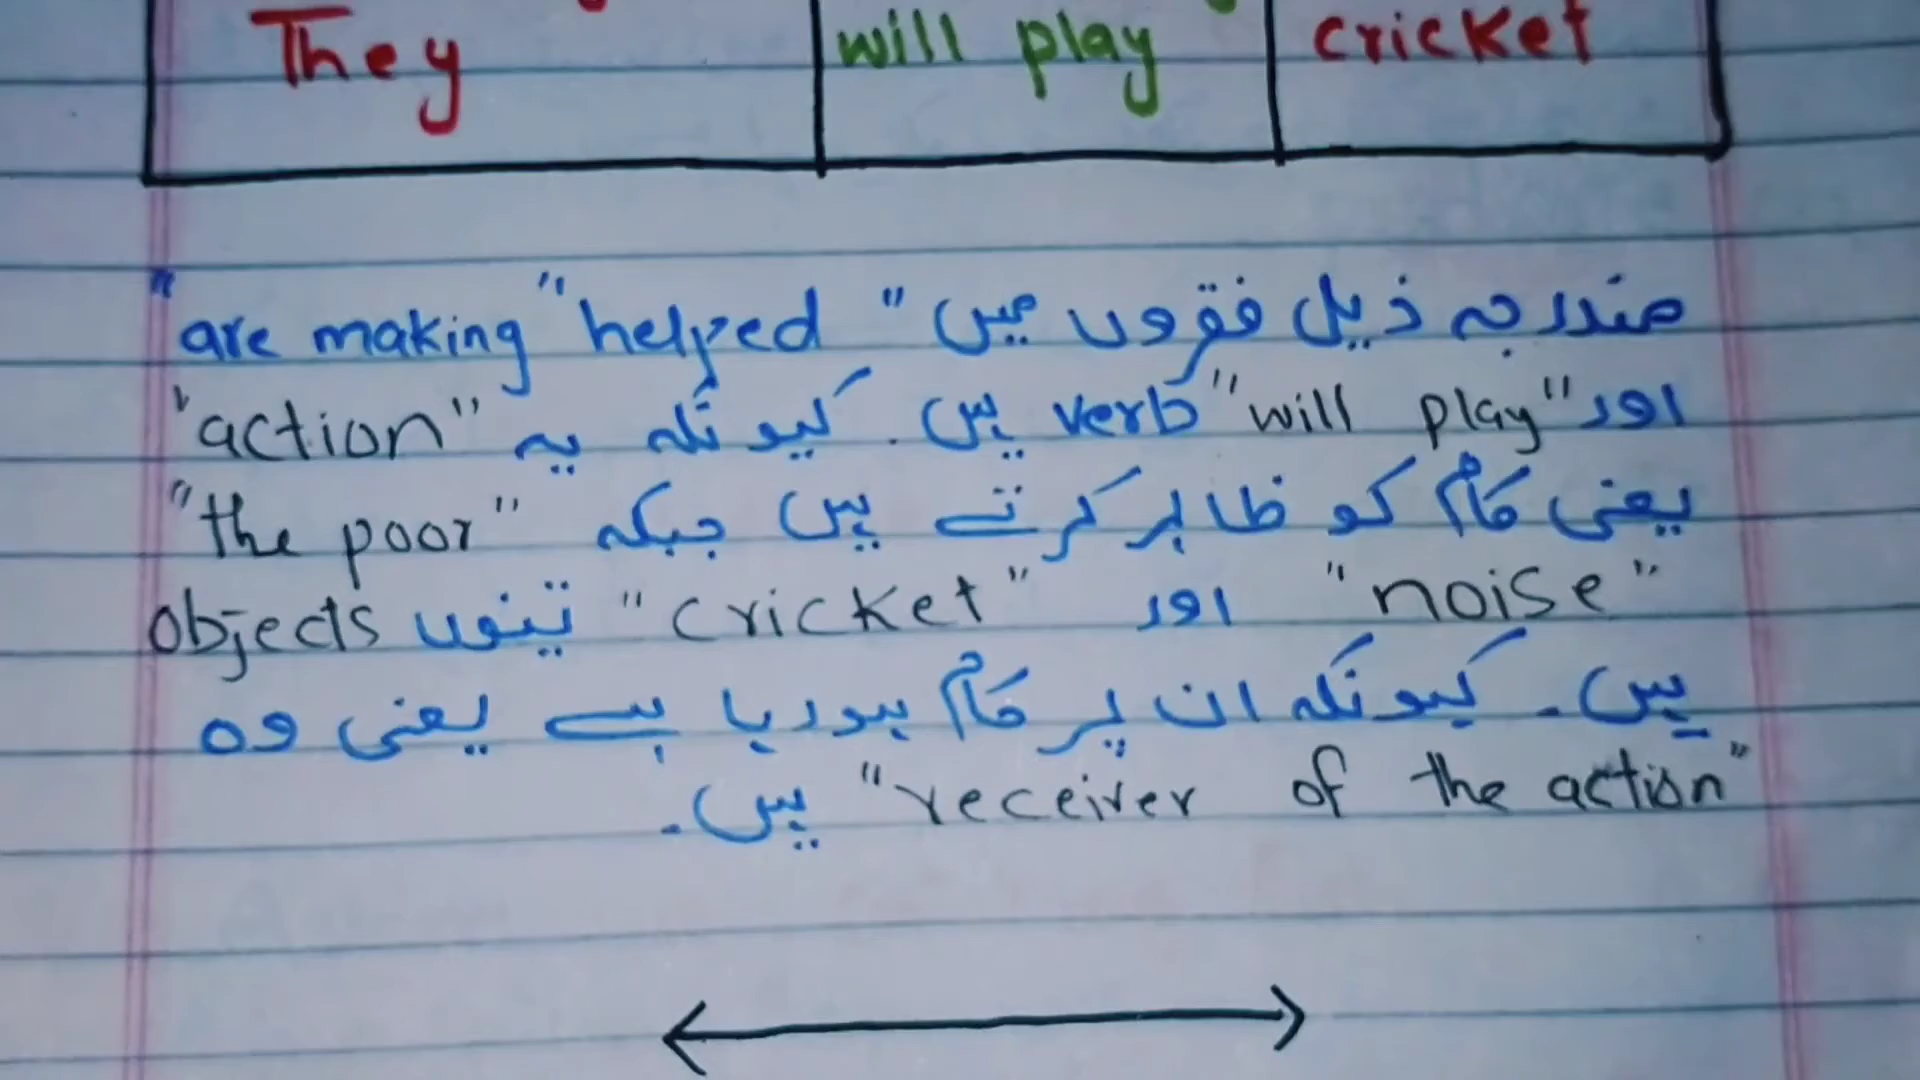 They will play cricket
مندرجہ ذیل فقروں میں "helped" "are making"
اور "will play" verb ہیں. کیونکہ یہ "action"
یعنی کام کو ظاہر کرتے ہیں جبکہ "the poor"
"noise" اور "cricket" تینوں objects
ہیں۔ کیونکہ ان پر کام ہورہا ہے یعنی وہ
"receiver of the action" ہیں۔